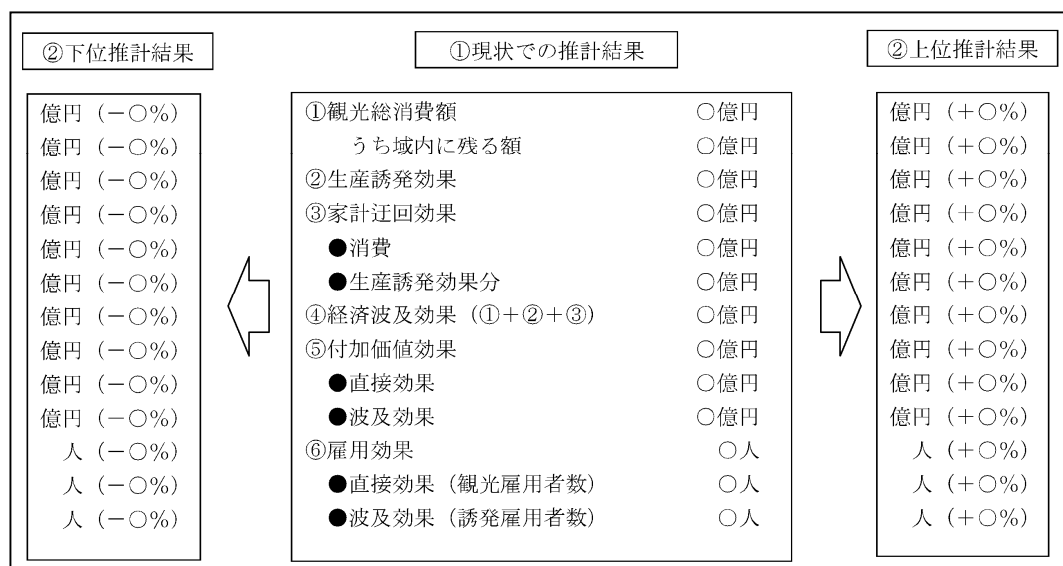 ②下位推計結果
億円（－○％）
億円（－○％）
億円（－○％）
億円（－○％）
億円（－○％）
億円（－○％）
億円（－○％）
億円（－○％）
億円（－○％）
億円（－○％）
人（－○％）
人（－○％）
人（－○％）
①現状での推計結果
①観光総消費額 ○億円
うち域内に残る額 ○億円
②生産誘発効果 ○億円
③家計迂回効果 ○億円
●消費 ○億円
●生産誘発効果分 ○億円
④経済波及効果（①＋②＋③） ○億円
⑤付加価値効果 ○億円
●直接効果 ○億円
●波及効果 ○億円
⑥雇用効果 ○人
●直接効果（観光雇用者数） ○人
●波及効果（誘発雇用者数） ○人
②上位推計結果
億円（＋○％）
億円（＋○％）
億円（＋○％）
億円（＋○％）
億円（＋○％）
億円（＋○％）
億円（＋○％）
億円（＋○％）
億円（＋○％）
億円（＋○％）
人（＋○％）
人（＋○％）
人（＋○％）